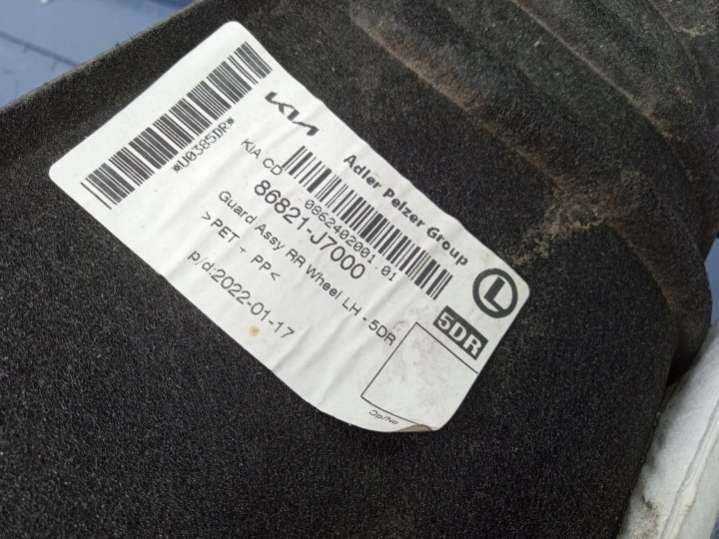 *U0385DR*
KIA
Adler Pelzer Group
KIA CD
0862402001.01
86821-J7000
Guard Assy RR Wheel LH - 5DR
>PET + PP<
p/d:2022-01-17
L
5DR